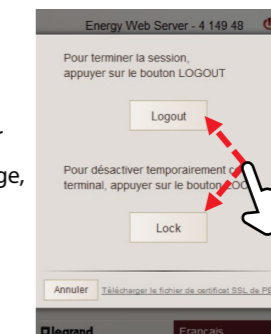 Energy Web Server - 4 149 48
Pour terminer la session,
appuyer sur le bouton LOGOUT
Logout
ge,
Pour désactiver temporairement
terminal, appuyer sur le bouton
Lock
Annuler Télécharger le fichier de certificat SSL de
legrand Français